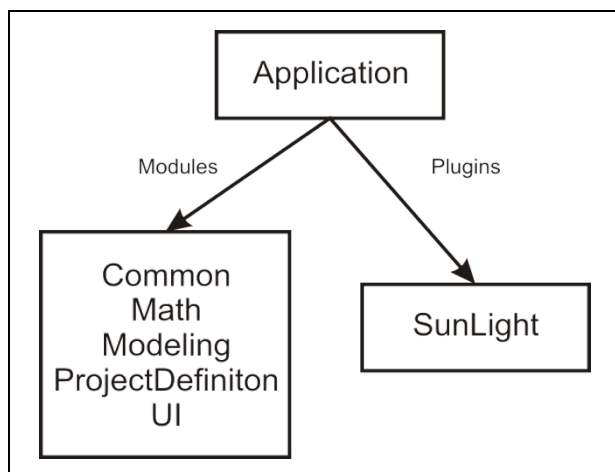 Application
Modules
Plugins
Common
Math
Modeling
ProjectDefiniton
UI
SunLight